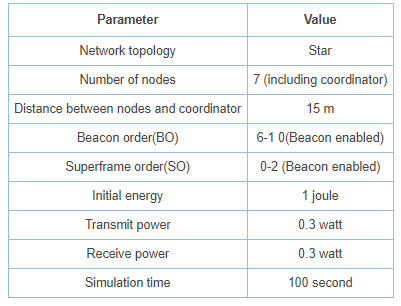 Parameter Value
Network topology Star
Number of nodes 7 (including coordinator)
Distance between nodes and coordinator 15 m
Beacon order(BO) 6-1 0(Beacon enabled)
Superframe order(SO) 0-2 (Beacon enabled)
Initial energy 1 joule
Transmit power 0.3 watt
Receive power 0.3 watt
Simulation time 100 second